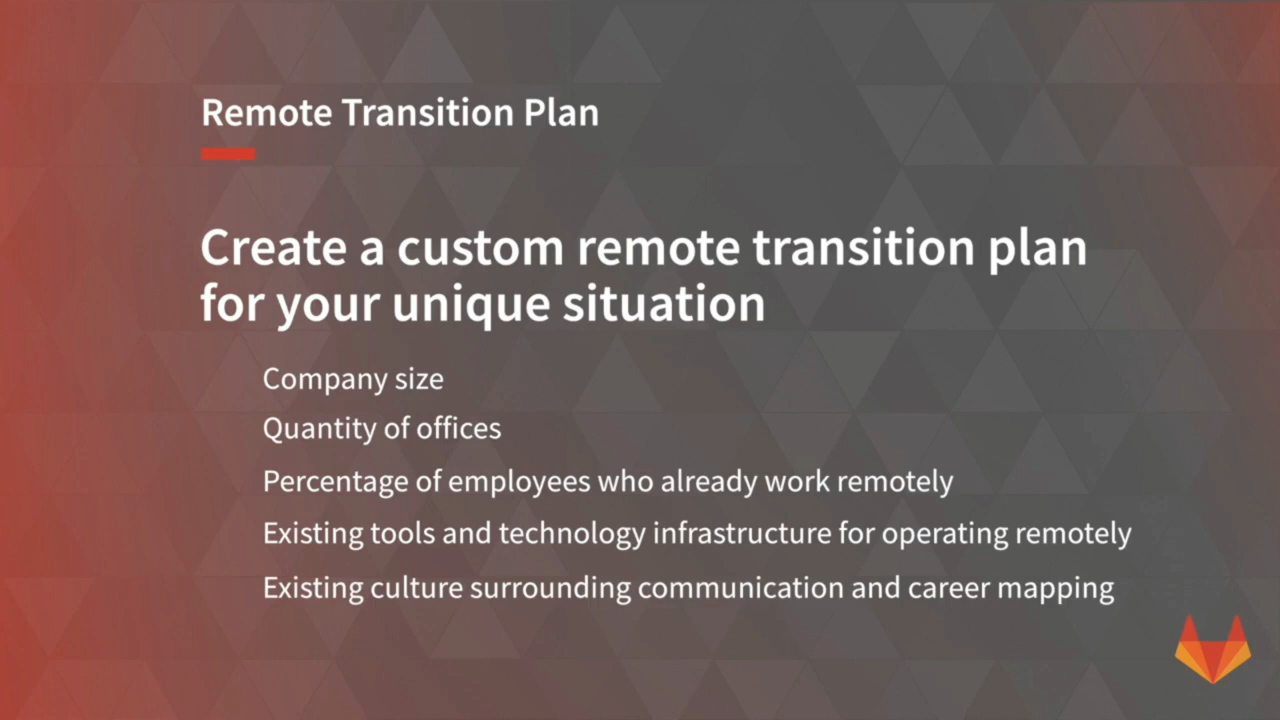 Remote Transition Plan
Create a custom remote transition plan
for your unique situation
Company size
Quantity of offices
Percentage of employees who already work remotely
Existing tools and technology infrastructure for operating remotely
Existing culture surrounding communication and career mapping